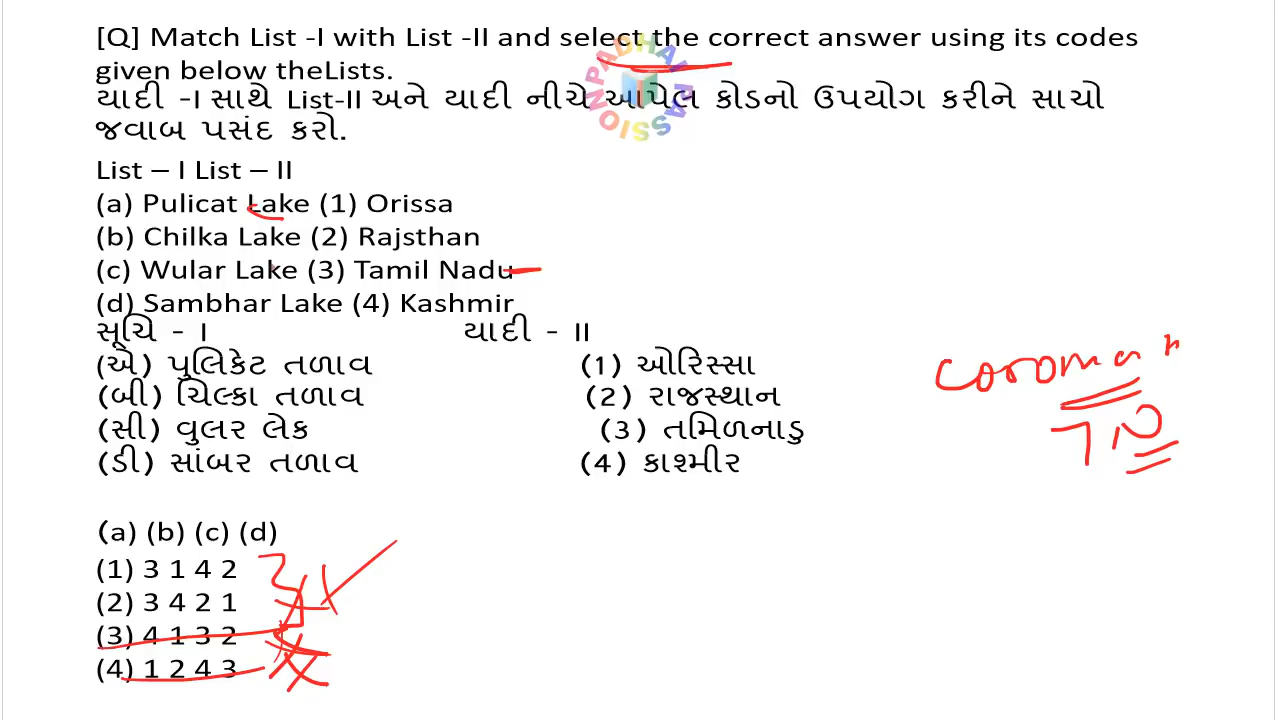 [Q] Match List -I with List -II and select the correct answer using its codes
given below theLists.
યાદી -I સાથે List-II અને યાદી નીચે આપેલ કોડનો ઉપયોગ કરીને સાચો
જવાબ પસંદ કરો.
PADHAI PASSION
List – I List – II
(a) Pulicat Lake (1) Orissa
(b) Chilka Lake (2) Rajsthan
(c) Wular Lake (3) Tamil Nadu
(d) Sambhar Lake (4) Kashmir
સૂચિ - I યાદી - II
(એ) પુલિકેટ તળાવ (1) ઓરિસ્સા
(બી) ચિલ્કા તળાવ (2) રાજસ્થાન
(સી) વુલર લેક (3) તમિળનાડુ
(ડી) સાંબર તળાવ (4) કાશ્મીર
coroman
T.N
(a) (b) (c) (d)
(1) 3 1 4 2
(2) 3 4 2 1
(3) 4 1 3 2
(4) 1 2 4 3